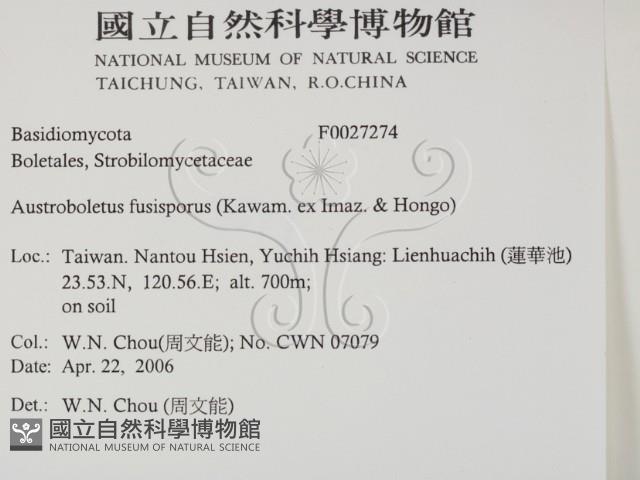 國立自然科學博物館
NATIONAL MUSEUM OF NATURAL SCIENCE
TAICHUNG, TAIWAN, R.O.CHINA
Basidiomycota F0027274
Boletales, Strobilomycetaceae
Austroboletus fusisporus (Kawam. ex Imaz. & Hongo)
Loc.: Taiwan. Nantou Hsien, Yuchih Hsiang: Lienhuachih (蓮華池)
23.53.N, 120.56.E; alt. 700m;
on soil
Col.: W.N. Chou(周文能); No. CWN 07079
Date: Apr. 22, 2006
Det.: W.N. Chou (周文能)
國立自然科學博物館
NATIONAL MUSEUM OF NATURAL SCIENCE